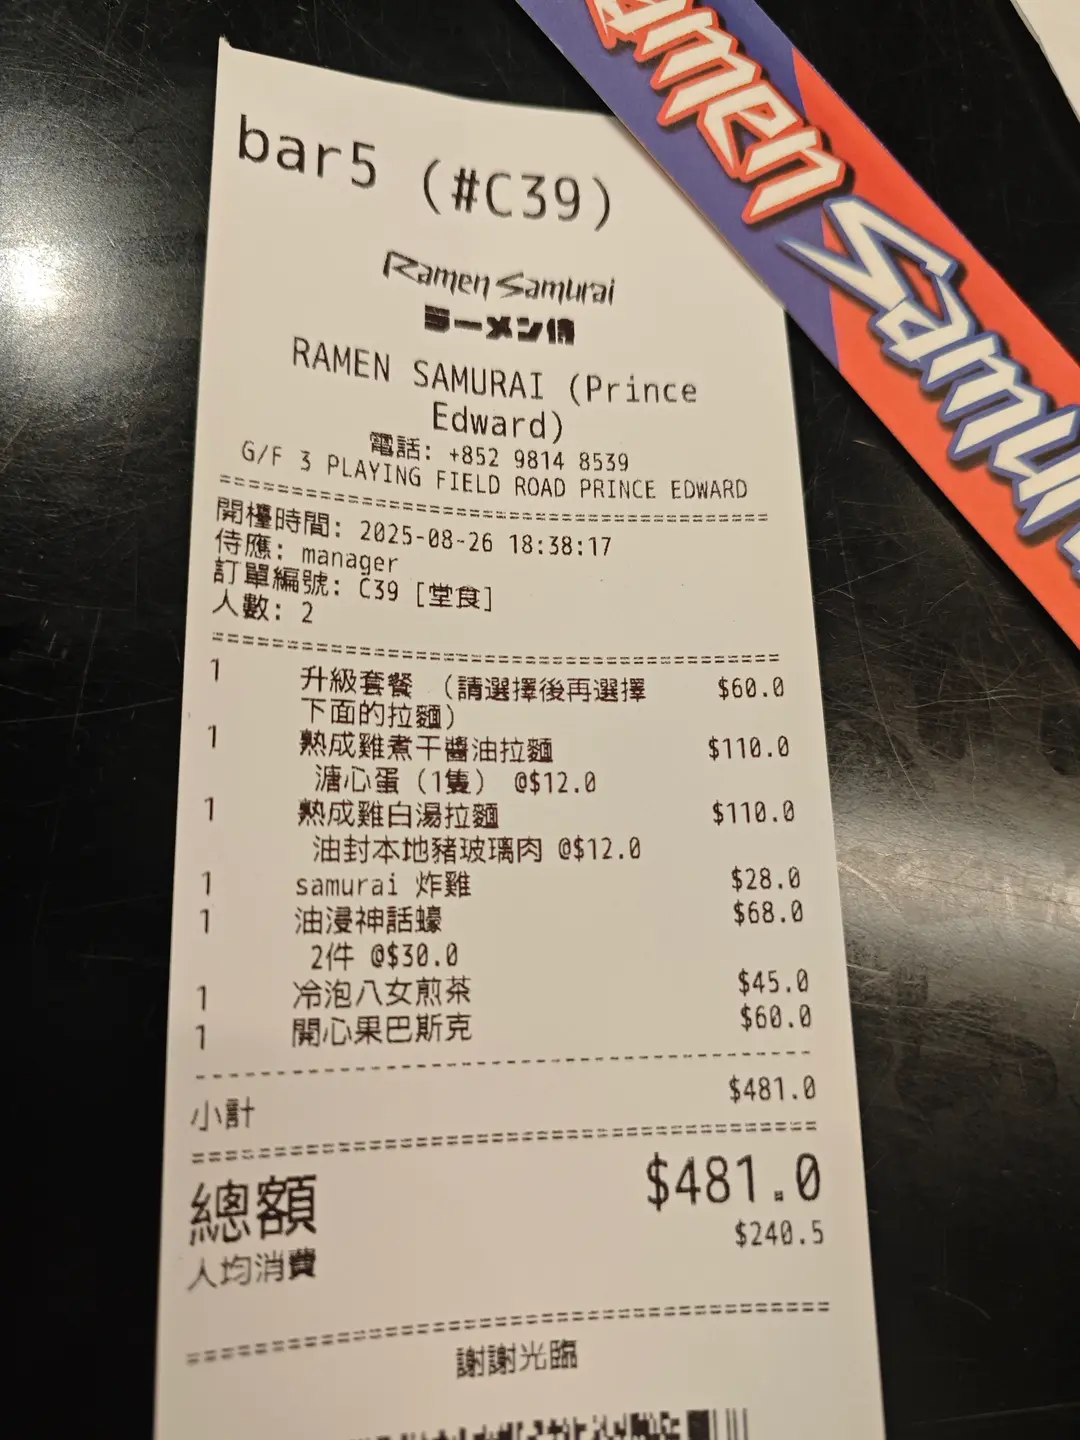 bar5 (#C39)
Ramen Samurai
ラーメン侍
RAMEN SAMURAI (Prince
Edward)
電話: +852 9814 8539
G/F 3 PLAYING FIELD ROAD PRINCE EDWARD
開檯時間: 2025-08-26 18:38:17
侍應: manager
訂單編號: C39 [堂食]
人數: 2
1 升級套餐 (請選擇後再選擇 $60.0
下面的拉麵)
1 熟成雞煮干醬油拉麵 $110.0
溏心蛋 (1隻) @$12.0
1 熟成雞白湯拉麵 $110.0
油封本地豬玻璃肉 @$12.0
1 samurai 炸雞 $28.0
1 油浸神話蠔 $68.0
2件 @$30.0
1 冷泡八女煎茶 $45.0
1 開心果巴斯克 $60.0
小計 $481.0
總額 $481.0
人均消費 $240.5
謝謝光臨
Ramen Samurai